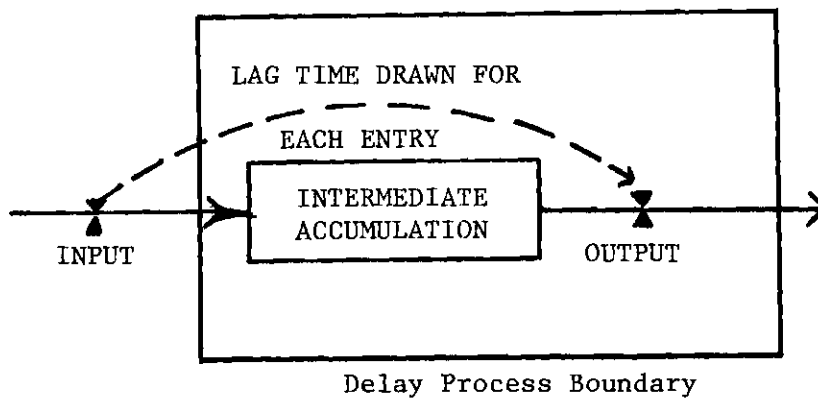 LAG TIME DRAWN FOR
EACH ENTRY
INTERMEDIATE
ACCUMULATION
INPUT
OUTPUT
Delay Process Boundary